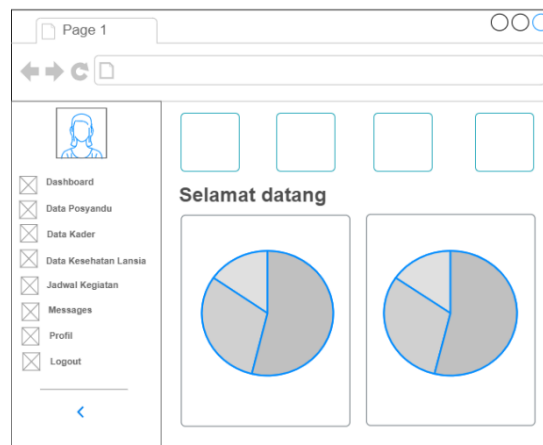 Page 1
Dashboard
Data Posyandu
Data Kader
Data Kesehatan Lansia
Jadwal Kegiatan
Messages
Profil
Logout
Selamat datang